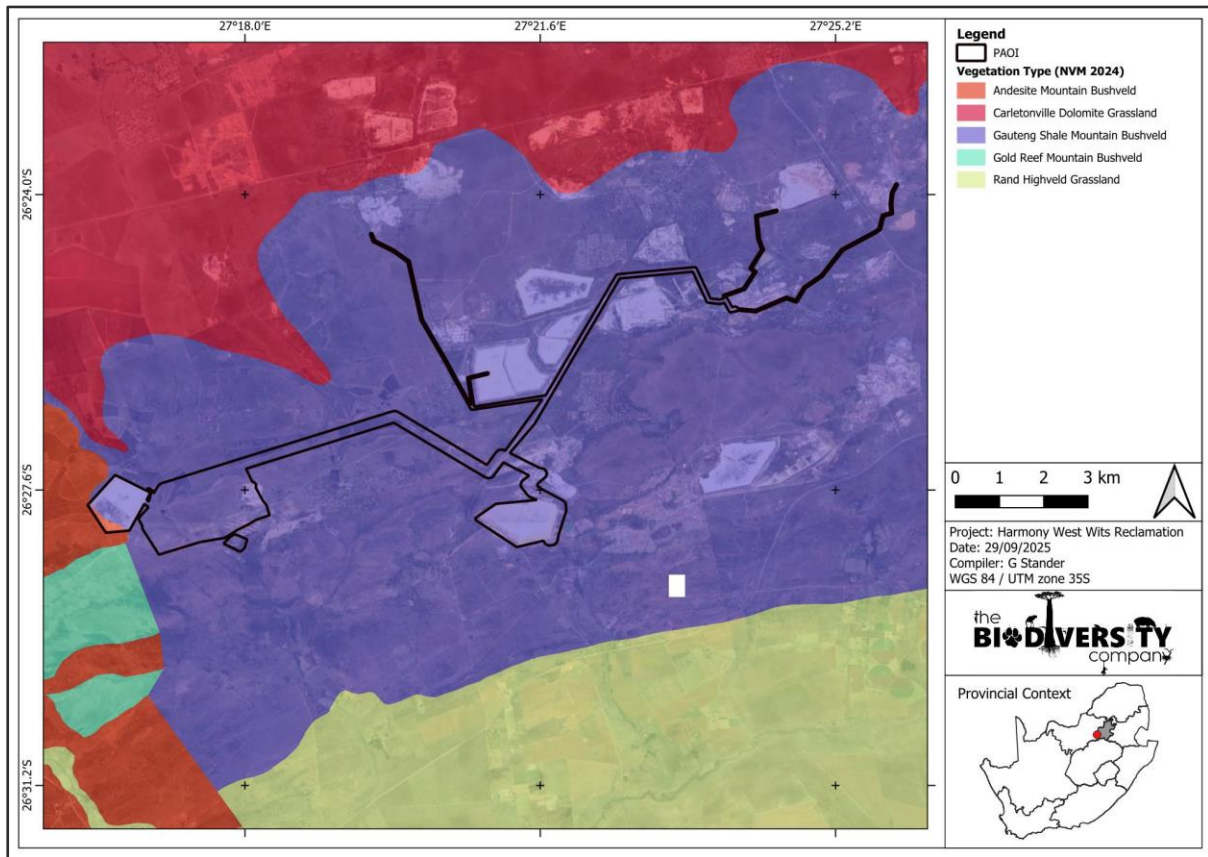 27°18.0'E 27°21.6'E 27°25.2'E
26°24.0'S
26°27.6'S
26°31.2'S
Legend
PAOI
Vegetation Type (NVM 2024)
Andesite Mountain Bushveld
Carletonville Dolomite Grassland
Gauteng Shale Mountain Bushveld
Gold Reef Mountain Bushveld
Rand Highveld Grassland
0 1 2 3 km
Project: Harmony West Wits Reclamation
Date: 29/09/2025
Compiler: G Stander
WGS 84 / UTM zone 35S
the
BIODIVERSITY
company
Provincial Context